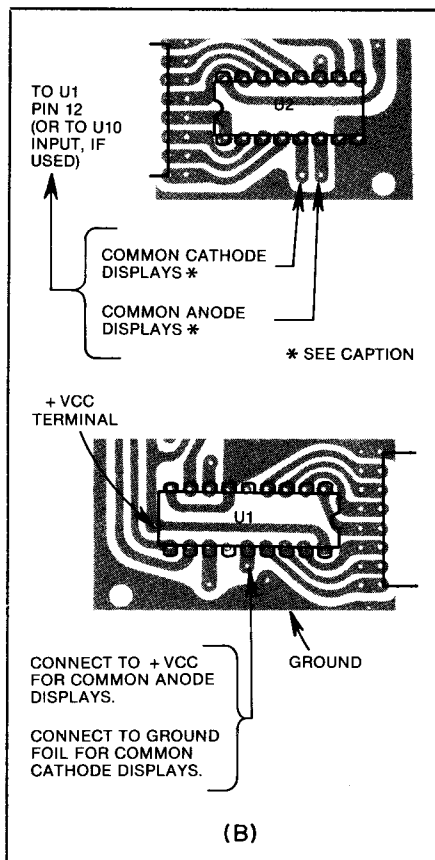 TO U1
PIN 12
(OR TO U10
INPUT, IF
USED)
U2
COMMON CATHODE
DISPLAYS *
COMMON ANODE
DISPLAYS *
* SEE CAPTION
+ VCC
TERMINAL
U1
GROUND
CONNECT TO + VCC
FOR COMMON ANODE
DISPLAYS.
CONNECT TO GROUND
FOIL FOR COMMON
CATHODE DISPLAYS.
(B)